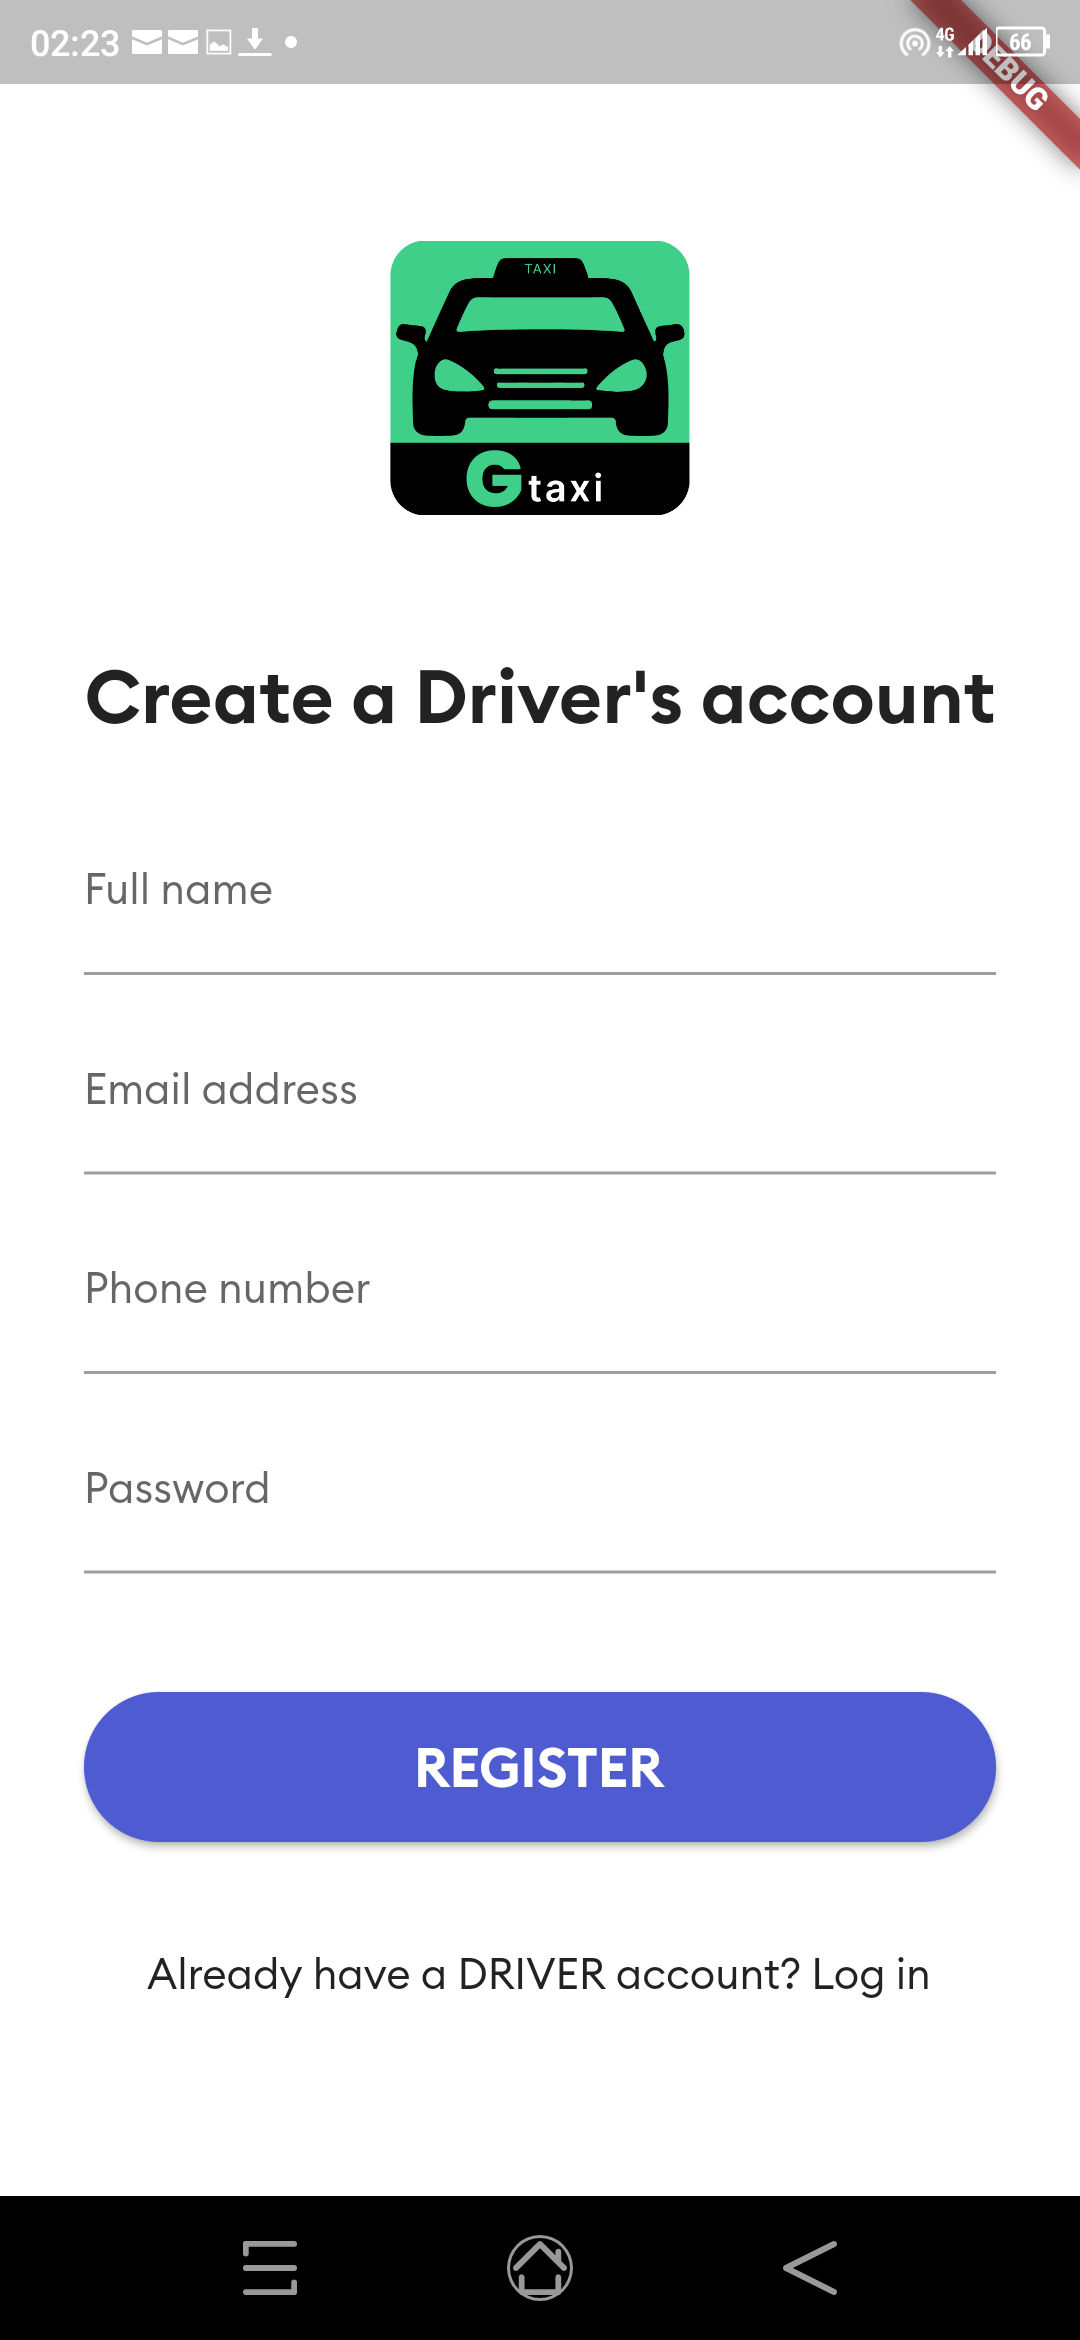 02:23
4G
66
DEBUG
TAXI
G taxi
Create a Driver's account
Full name
Email address
Phone number
Password
REGISTER
Already have a DRIVER account? Log in